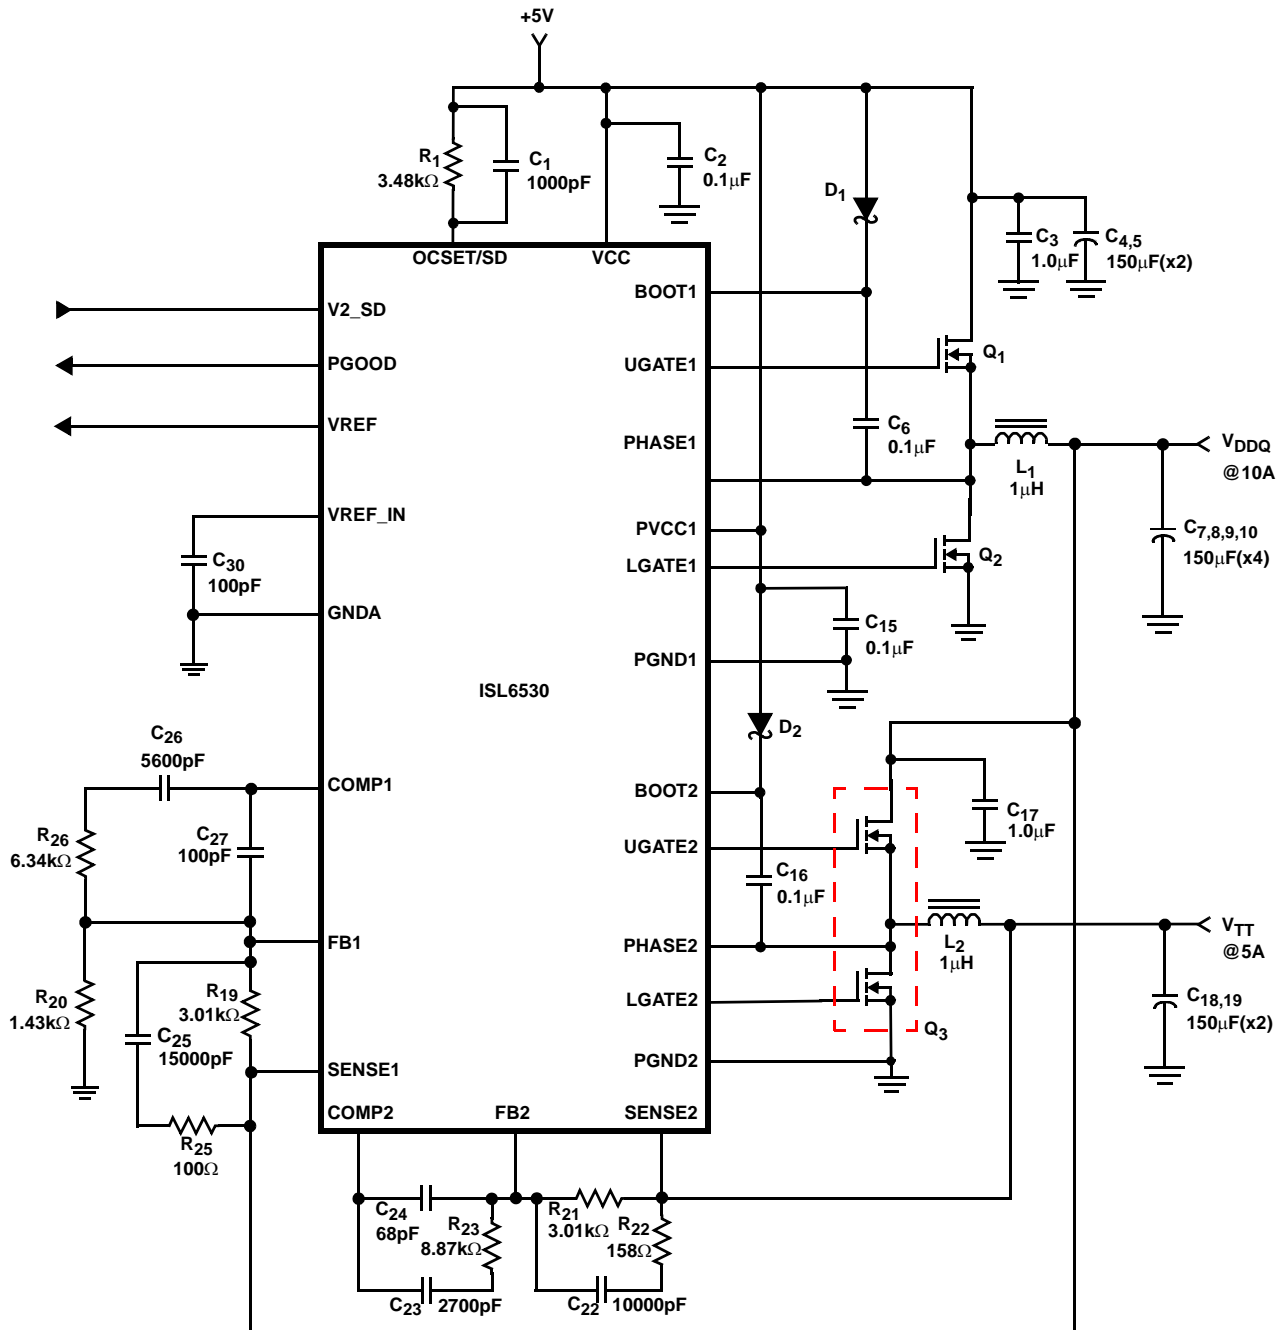 +5V
R1
3.48kΩ
C1
1000pF
C2
0.1μF
D1
C3
1.0μF
C4,5
150μF(x2)
OCSET/SD
VCC
BOOT1
V2_SD
UGATE1
Q1
PGOOD
VREF
PHASE1
C6
0.1μF
L1
1μH
VDDQ
@10A
VREF_IN
PVCC1
LGATE1
Q2
C7,8,9,10
150μF(x4)
C30
100pF
GNDA
C15
0.1μF
PGND1
ISL6530
D2
C26
5600pF
COMP1
BOOT2
C17
1.0μF
R26
6.34kΩ
C27
100pF
UGATE2
C16
0.1μF
FB1
PHASE2
L2
1μH
VTT
@5A
R20
1.43kΩ
R19
3.01kΩ
LGATE2
C18,19
150μF(x2)
C25
15000pF
Q3
SENSE1
PGND2
COMP2
FB2
SENSE2
R25
100Ω
C24
68pF
R23
8.87kΩ
R21
3.01kΩ
R22
158Ω
C23
2700pF
C22
10000pF